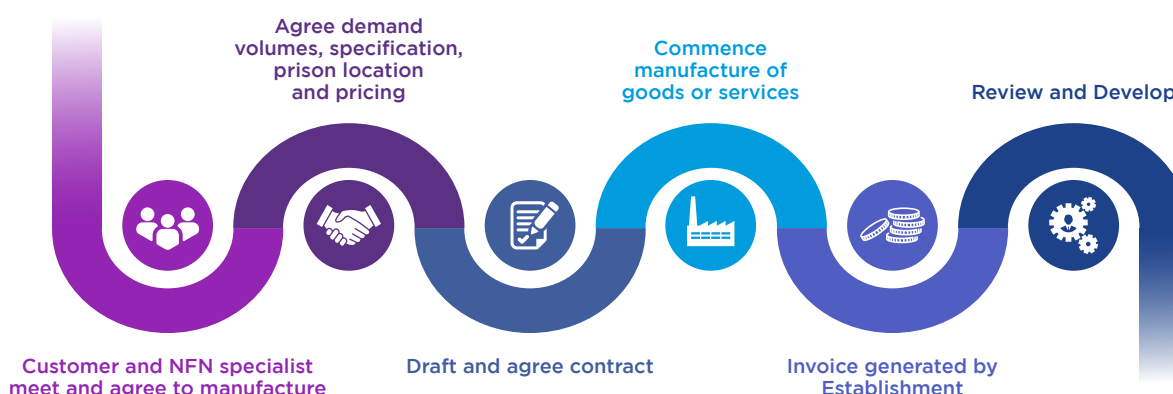 Customer and NFN specialist
meet and agree to manufacture
Agree demand
volumes, specification,
prison location
and pricing
Draft and agree contract
Commence
manufacture of
goods or services
Invoice generated by
Establishment
Review and Develop